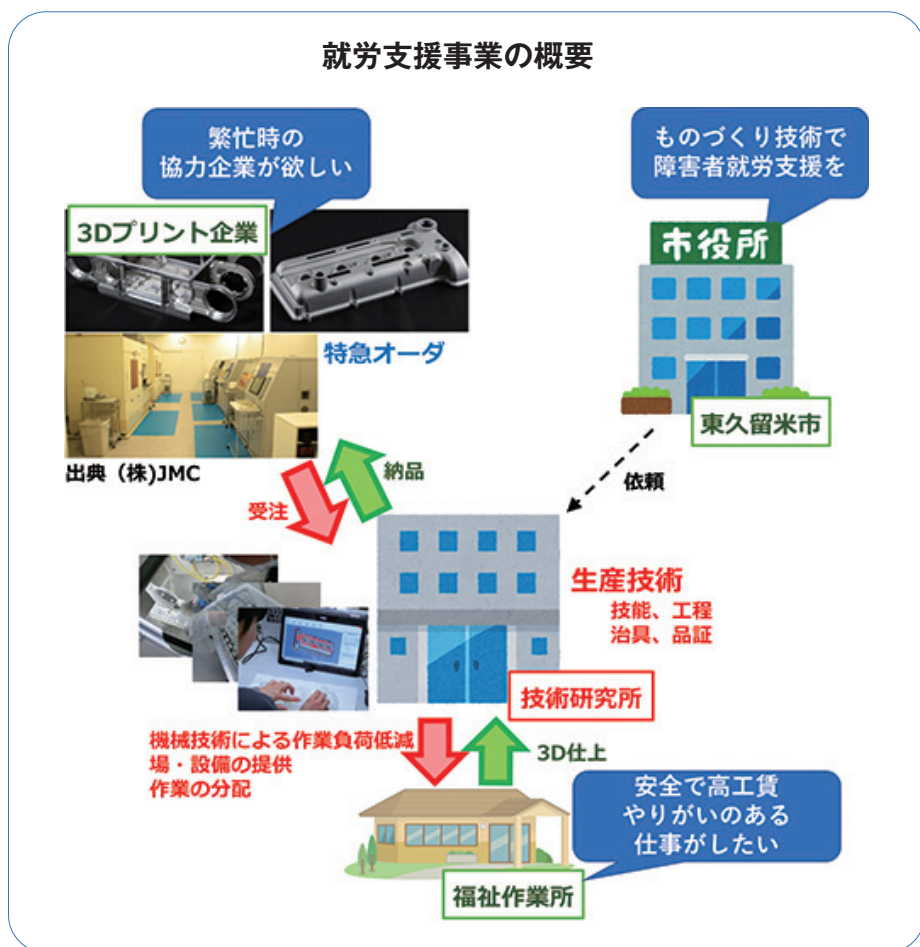 就労支援事業の概要
繁忙時の
協力企業が欲しい
ものづくり技術で
障害者就労支援を
3Dプリント企業
市役所
特急オーダ
東久留米市
出典（株)JMC
納品
依頼
受注
生産技術
技能、工程
治具、品証
技術研究所
機械技術による作業負荷低減
場・設備の提供
作業の分配
3D仕上
安全で高工賃
やりがいのある
仕事がしたい
福祉作業所